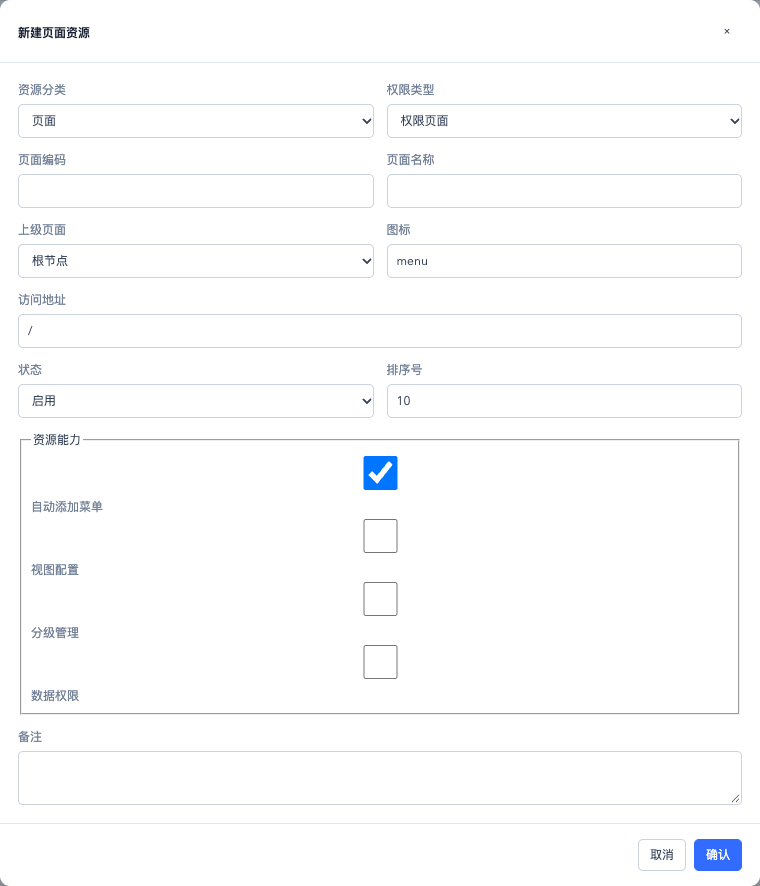 新建页面资源 ×
资源分类 权限类型
页面 权限页面
页面编码 页面名称
上级页面 图标
根节点 menu
访问地址
/
状态 排序号
启用 10
资源能力
自动添加菜单
视图配置
分级管理
数据权限
备注
取消 确认